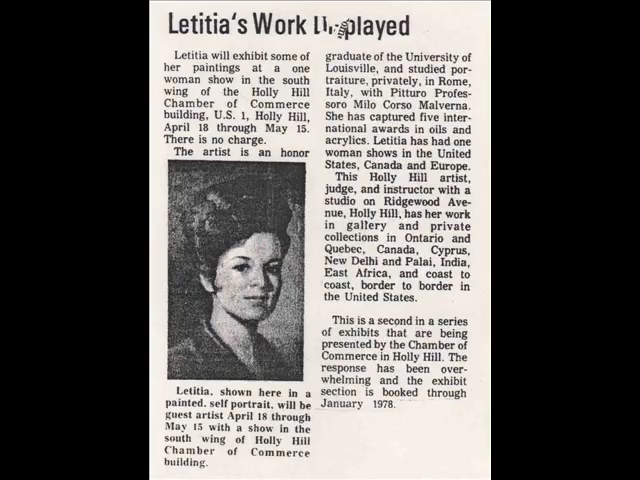 Letitia's Work Displayed
Letitia will exhibit some of
her paintings at a one
woman show in the south
wing of the Holly Hill
Chamber of Commerce
building, U.S. 1, Holly Hill,
April 18 through May 15.
There is no charge.
The artist is an honor
graduate of the University of
Louisville, and studied por-
traiture, privately, in Rome,
Italy, with Pitturo Profes-
soro Milo Corso Malverna.
She has captured five inter-
national awards in oils and
acrylics. Letitia has had one
woman shows in the United
States, Canada and Europe.
This Holly Hill artist,
judge, and instructor with a
studio on Ridgewood Ave-
nue, Holly Hill, has her work
in gallery and private
collections in Ontario and
Quebec, Canada, Cyprus,
New Delhi and Palai, India,
East Africa, and coast to
coast, border to border in
the United States.
This is a second in a series
of exhibits that are being
presented by the Chamber of
Commerce in Holly Hill. The
response has been over-
whelming and the exhibit
section is booked through
January 1978.
Letitia, shown here in a
painted, self portrait, will be
guest artist April 18 through
May 15 with a show in the
south wing of Holly Hill
Chamber of Commerce
building.